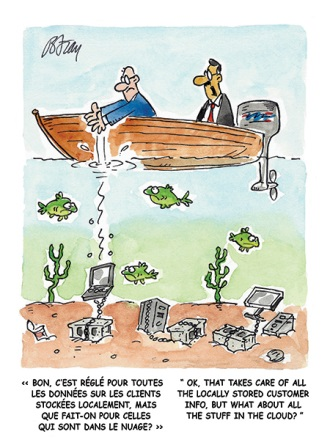 ‹‹ BON, C'EST RÉGLÉ POUR TOUTES
LES DONNÉES SUR LES CLIENTS
STOCKÉES LOCALEMENT, MAIS
QUE FAIT-ON POUR CELLES
QUI SONT DANS LE NUAGE? ››
" OK, THAT TAKES CARE OF ALL
THE LOCALLY STORED CUSTOMER
INFO, BUT WHAT ABOUT ALL
THE STUFF IN THE CLOUD? "